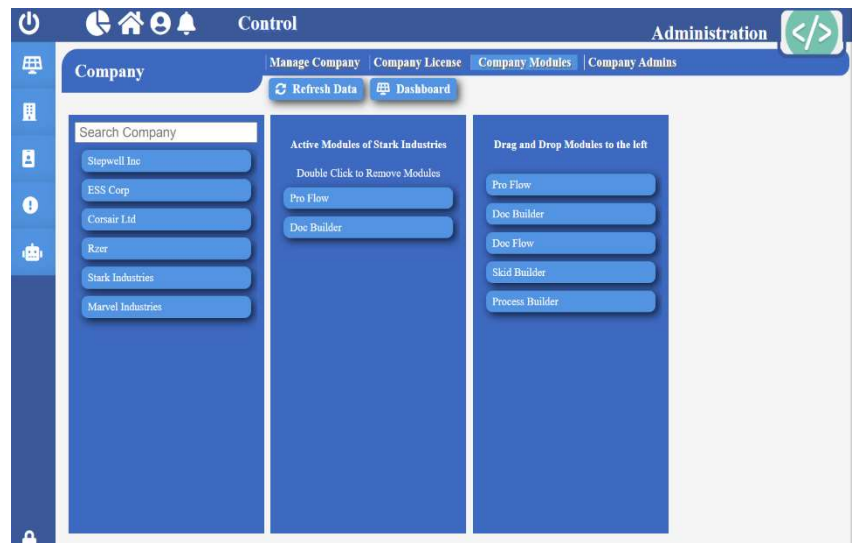 Control
Administration
</>
Company
Manage Company
Company License
Company Modules
Company Admins
Refresh Data
Dashboard
Search Company
Stepwell Inc
ESS Corp
Corsair Ltd
Rzer
Stark Industries
Marvel Industries
Active Modules of Stark Industries
Double Click to Remove Modules
Pro Flow
Doc Builder
Drag and Drop Modules to the left
Pro Flow
Doc Builder
Doc Flow
Skid Builder
Process Builder